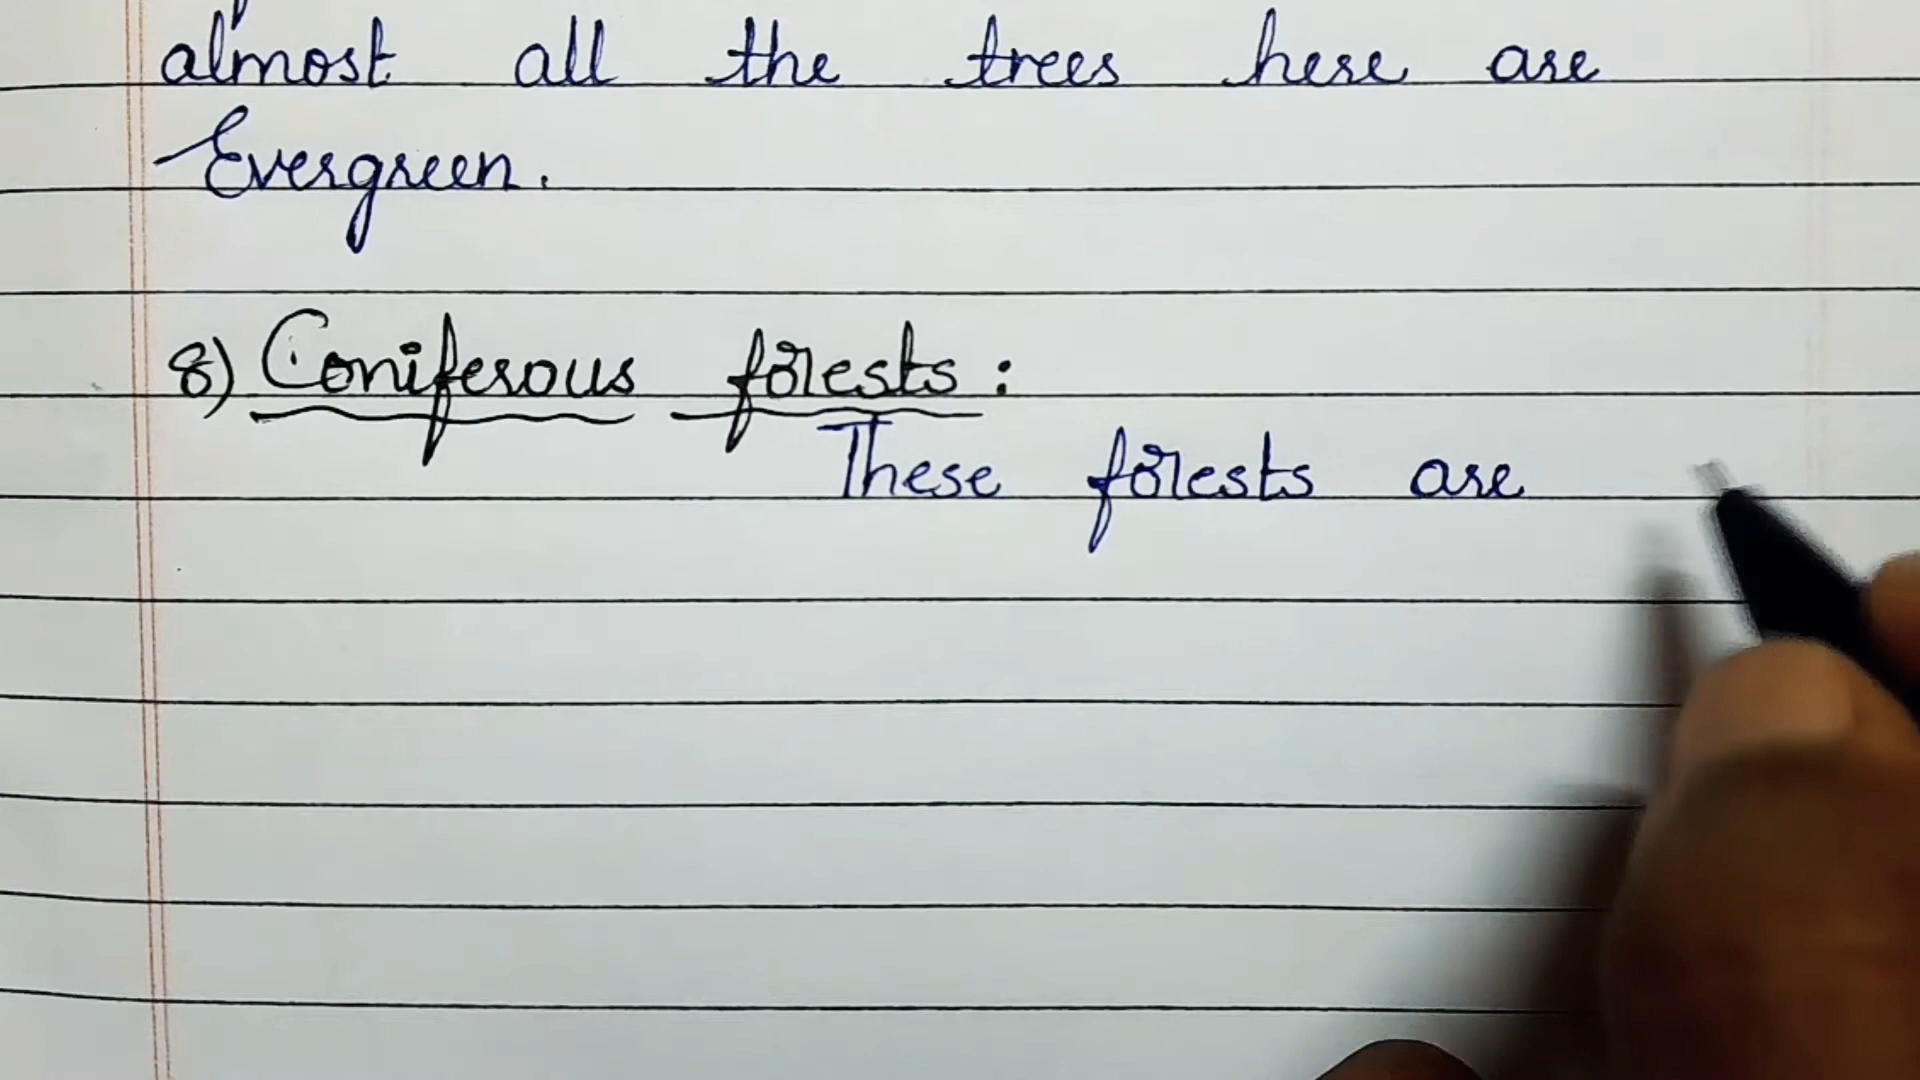 almost all the trees here are
Evergreen.
8) Coniferous forests :
These forests are